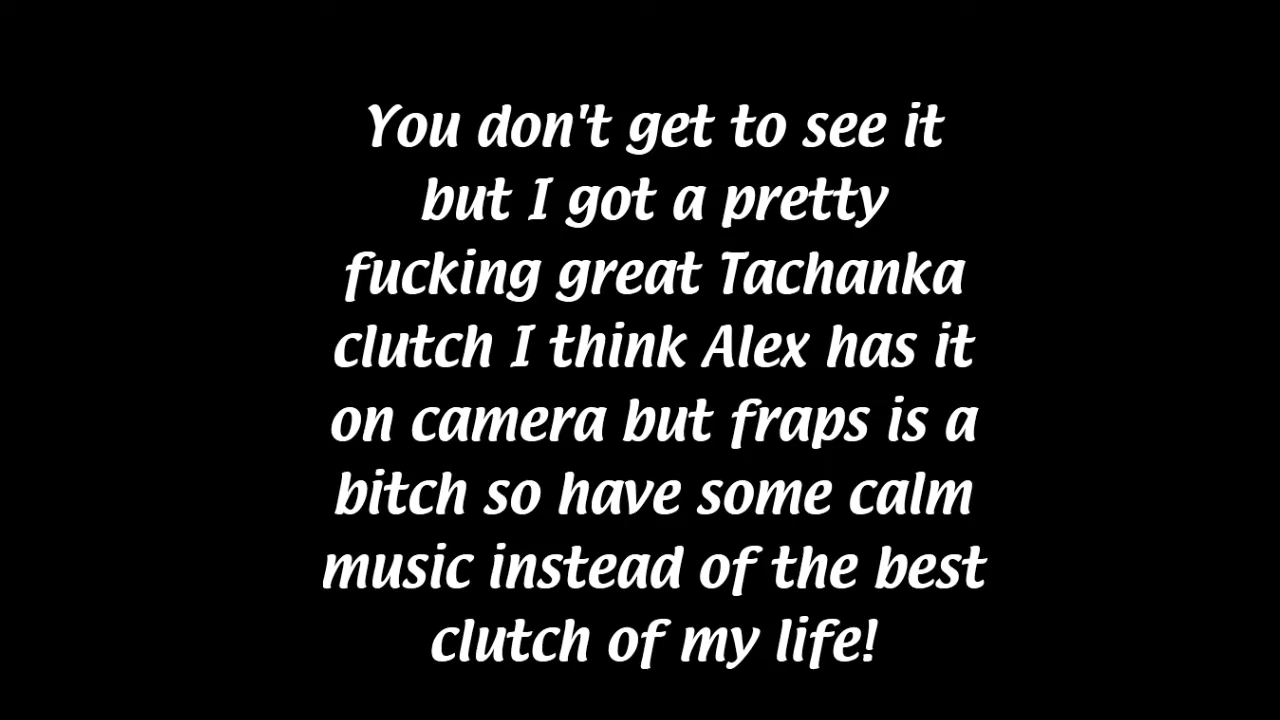 You don't get to see it
but I got a pretty
fucking great Tachanka
clutch I think Alex has it
on camera but fraps is a
bitch so have some calm
music instead of the best
clutch of my life!